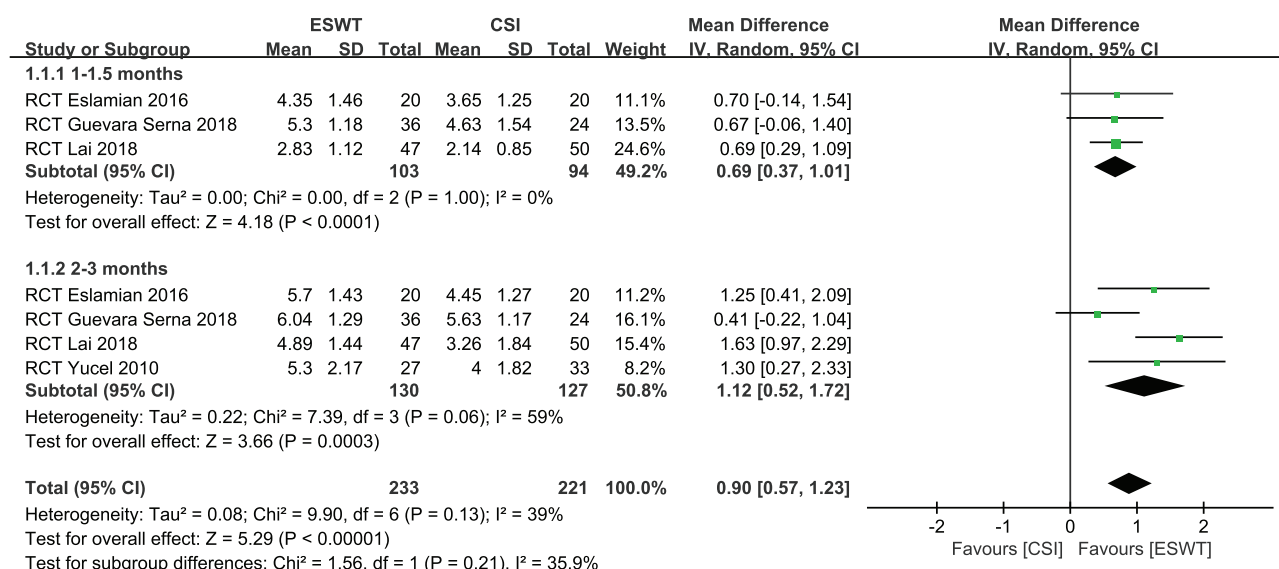 ESWT CSI Mean Difference Mean Difference
Study or Subgroup Mean SD Total Mean SD Total Weight IV, Random, 95% CI IV, Random, 95% CI
1.1.1 1-1.5 months
RCT Eslamian 2016 4.35 1.46 20 3.65 1.25 20 11.1% 0.70 [-0.14, 1.54]
RCT Guevara Serna 2018 5.3 1.18 36 4.63 1.54 24 13.5% 0.67 [-0.06, 1.40]
RCT Lai 2018 2.83 1.12 47 2.14 0.85 50 24.6% 0.69 [0.29, 1.09]
Subtotal (95% CI) 103 94 49.2% 0.69 [0.37, 1.01]
Heterogeneity: Tau² = 0.00; Chi² = 0.00, df = 2 (P = 1.00); I² = 0%
Test for overall effect: Z = 4.18 (P < 0.0001)
1.1.2 2-3 months
RCT Eslamian 2016 5.7 1.43 20 4.45 1.27 20 11.2% 1.25 [0.41, 2.09]
RCT Guevara Serna 2018 6.04 1.29 36 5.63 1.17 24 16.1% 0.41 [-0.22, 1.04]
RCT Lai 2018 4.89 1.44 47 3.26 1.84 50 15.4% 1.63 [0.97, 2.29]
RCT Yucel 2010 5.3 2.17 27 4 1.82 33 8.2% 1.30 [0.27, 2.33]
Subtotal (95% CI) 130 127 50.8% 1.12 [0.52, 1.72]
Heterogeneity: Tau² = 0.22; Chi² = 7.39, df = 3 (P = 0.06); I² = 59%
Test for overall effect: Z = 3.66 (P = 0.0003)
Total (95% CI) 233 221 100.0% 0.90 [0.57, 1.23]
Heterogeneity: Tau² = 0.08; Chi² = 9.90, df = 6 (P = 0.13); I² = 39%
Test for overall effect: Z = 5.29 (P < 0.00001)
Test for subgroup differences: Chi² = 1.56, df = 1 (P = 0.21), I² = 35.9%
-2 -1 0 1 2
Favours [CSI] Favours [ESWT]